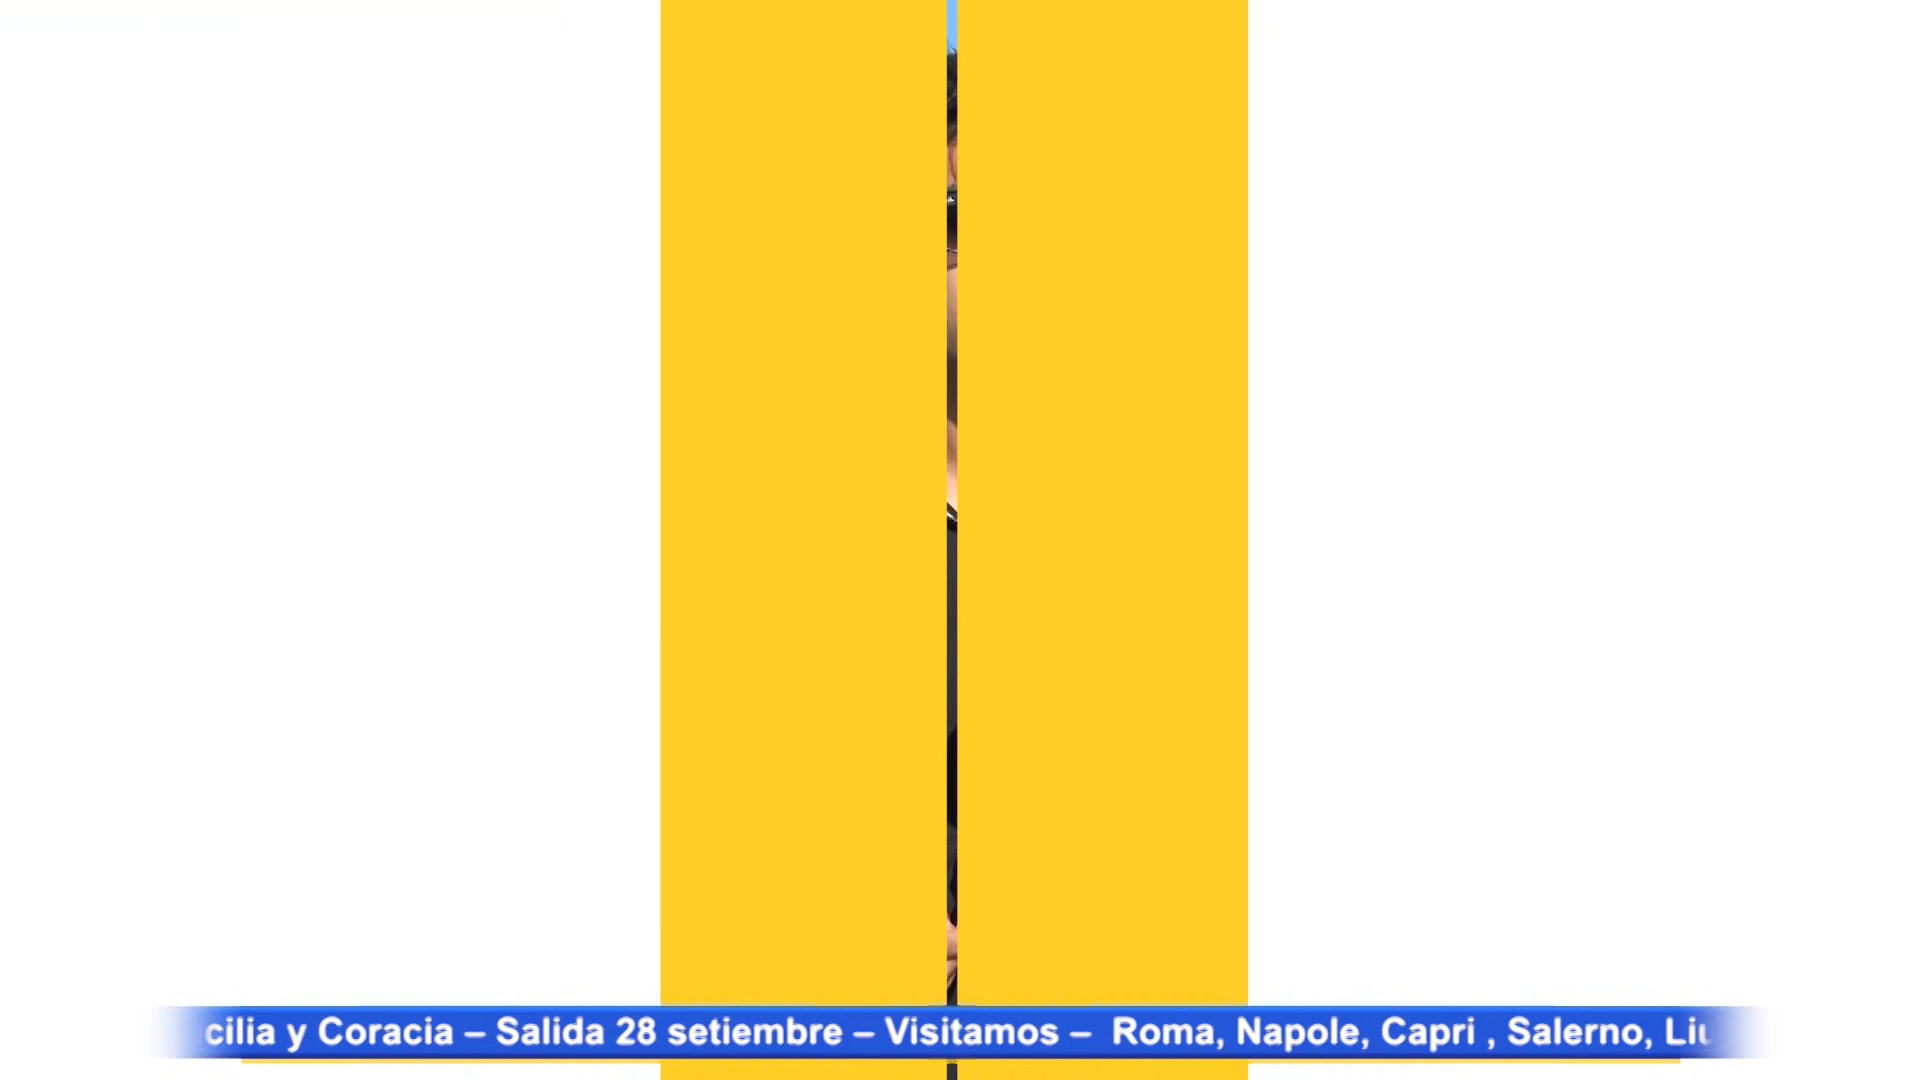 cilia y Coracia – Salida 28 setiembre – Visitamos – Roma, Napole, Capri , Salerno,